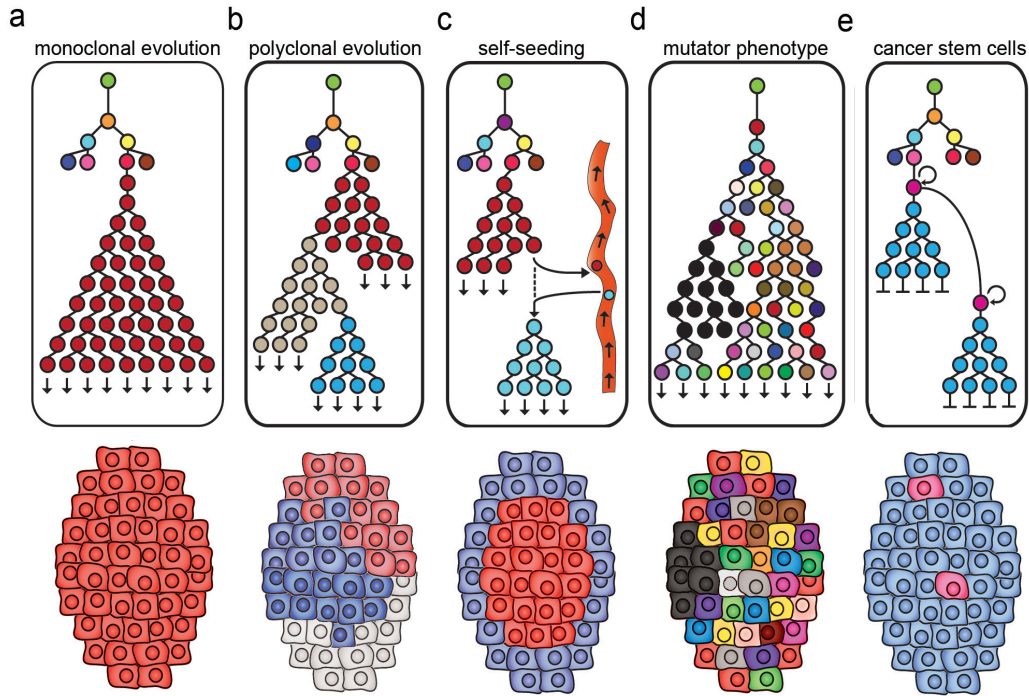 a
monoclonal evolution
b
polyclonal evolution
c
self-seeding
d
mutator phenotype
e
cancer stem cells